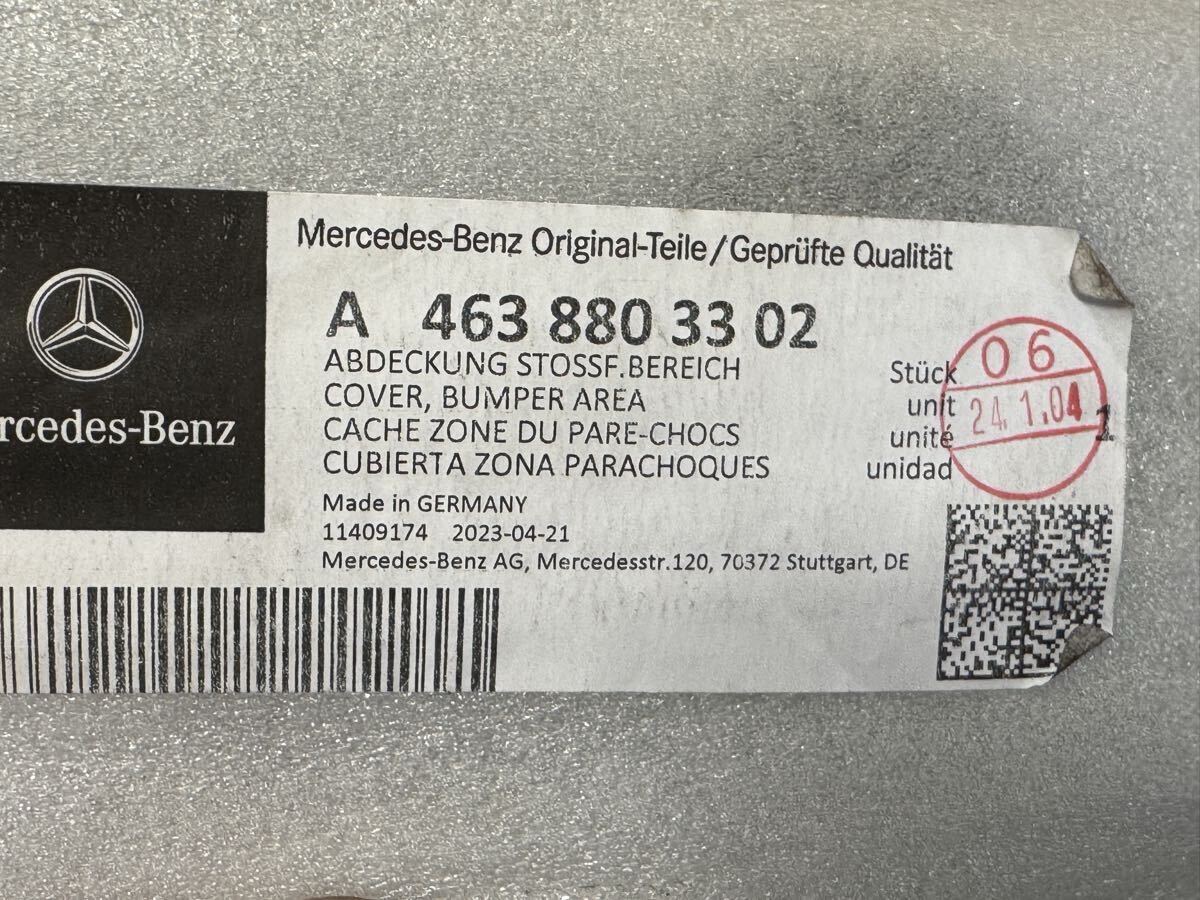 Mercedes-Benz Original-Teile/Geprüfte Qualität
A 463 880 33 02
ABDECKUNG STOSSF.BEREICH
COVER, BUMPER AREA
CACHE ZONE DU PARE-CHOCS
CUBIERTA ZONA PARACHOQUES
Stück
unit
unité
unidad
1
06
24. 1.04
rcedes-Benz
Made in GERMANY
11409174 2023-04-21
Mercedes-Benz AG, Mercedesstr.120, 70372 Stuttgart, DE